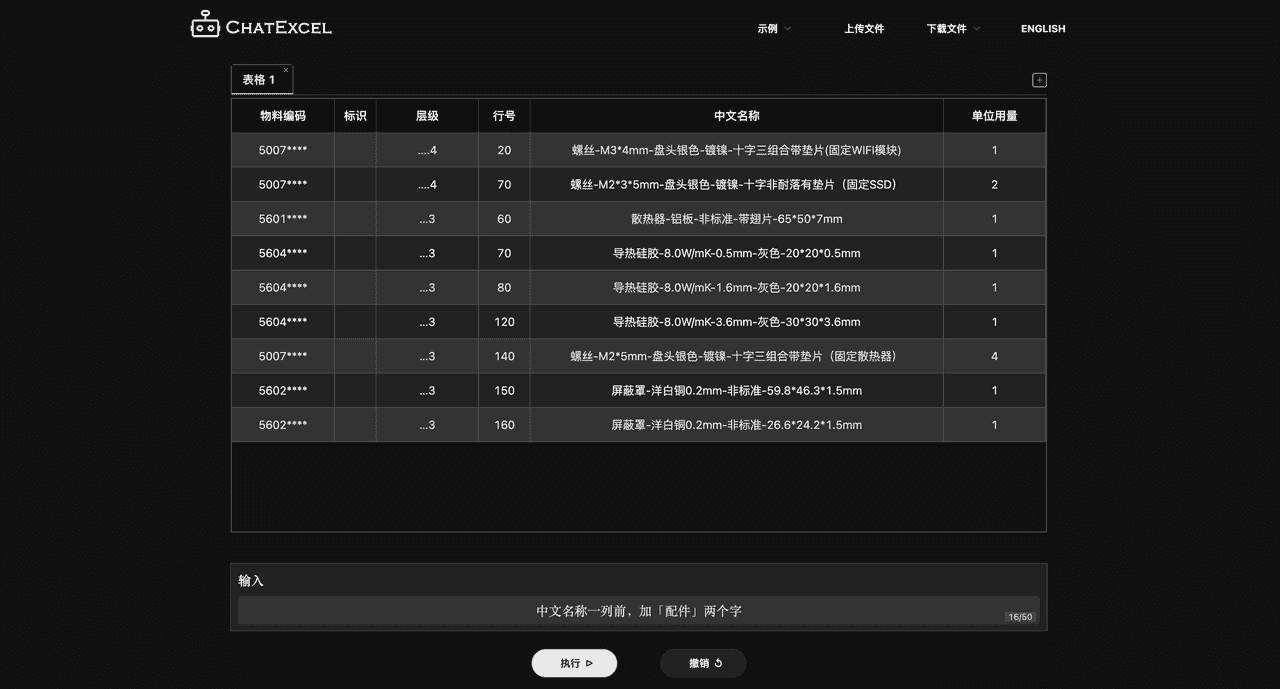 CHATEXCEL 示例 上传文件 下载文件 ENGLISH
表格 1 ×
物料编码 标识 层级 行号 中文名称 单位用量
5007**** ....4 20 螺丝-M3*4mm-盘头银色-镀镍-十字三组合带垫片(固定WIFI模块) 1
5007**** ....4 70 螺丝-M2*3*5mm-盘头银色-镀镍-十字非耐落有垫片（固定SSD） 2
5601**** ...3 60 散热器-铝板-非标准-带翅片-65*50*7mm 1
5604**** ...3 70 导热硅胶-8.0W/mK-0.5mm-灰色-20*20*0.5mm 1
5604**** ...3 80 导热硅胶-8.0W/mK-1.6mm-灰色-20*20*1.6mm 1
5604**** ...3 120 导热硅胶-8.0W/mK-3.6mm-灰色-30*30*3.6mm 1
5007**** ...3 140 螺丝-M2*5mm-盘头银色-镀镍-十字三组合带垫片（固定散热器） 4
5602**** ...3 150 屏蔽罩-洋白铜0.2mm-非标准-59.8*46.3*1.5mm 1
5602**** ...3 160 屏蔽罩-洋白铜0.2mm-非标准-26.6*24.2*1.5mm 1
输入
中文名称一列前，加「配件」两个字
16/50
执行 撤销